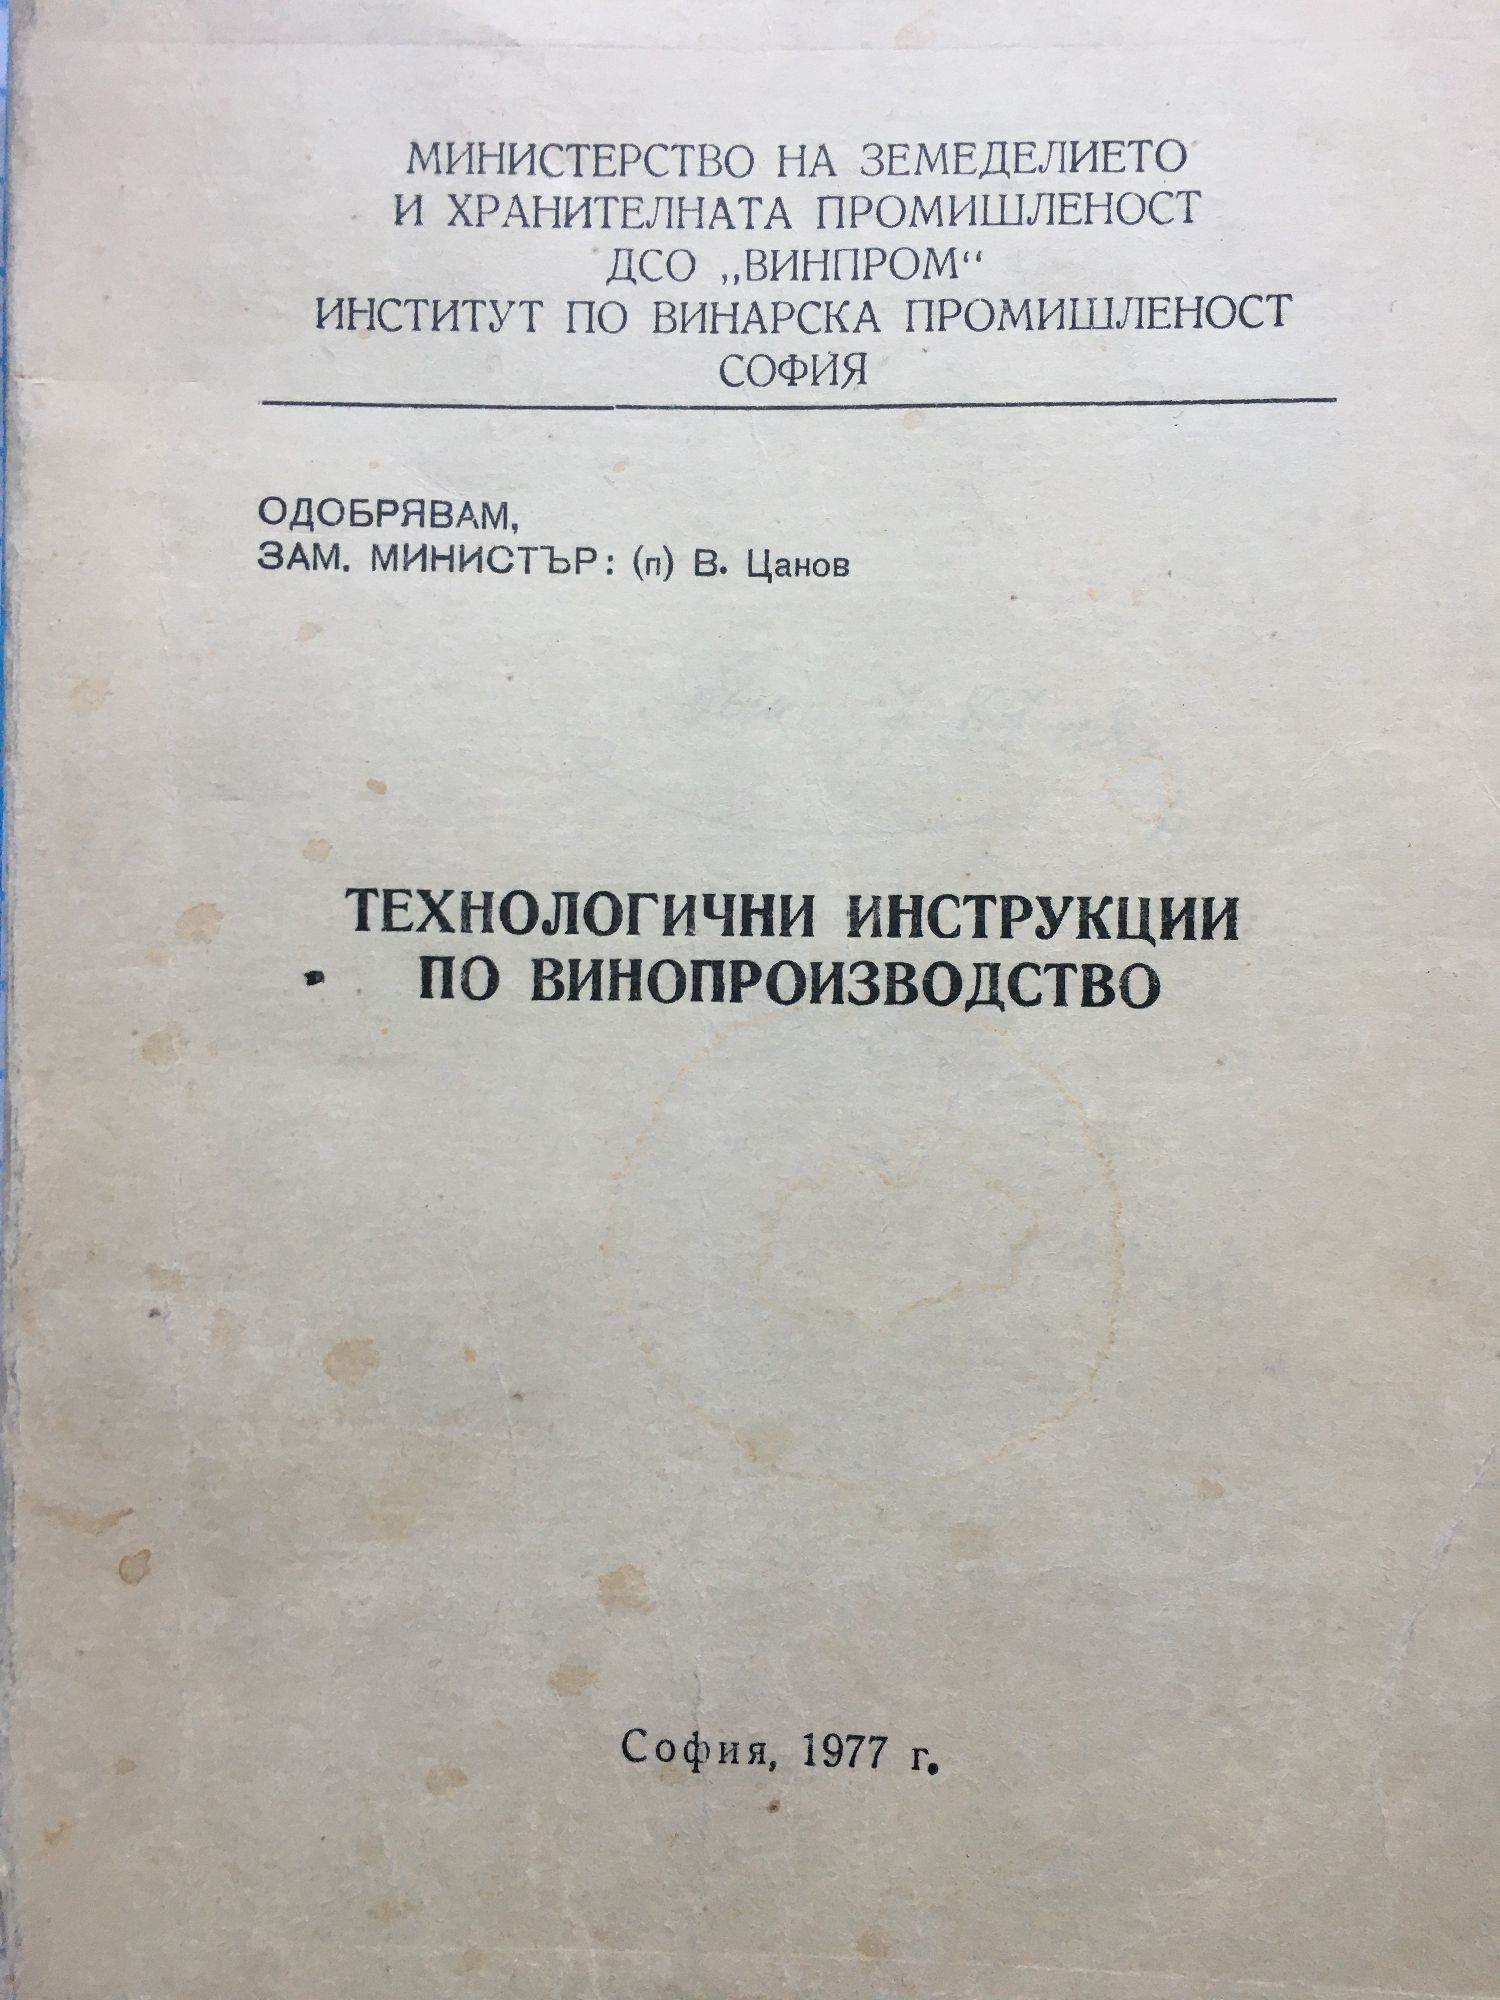 МИНИСТЕРСТВО НА ЗЕМЕДЕЛИЕТО
И ХРАНИТЕЛНАТА ПРОМИШЛЕНОСТ
ДСО „ВИНПРОМ“
ИНСТИТУТ ПО ВИНАРСКА ПРОМИШЛЕНОСТ
СОФИЯ
ОДОБРЯВАМ,
ЗАМ. МИНИСТЪР: (п) В. Цанов
ТЕХНОЛОГИЧНИ ИНСТРУКЦИИ
ПО ВИНОПРОИЗВОДСТВО
София, 1977 г.